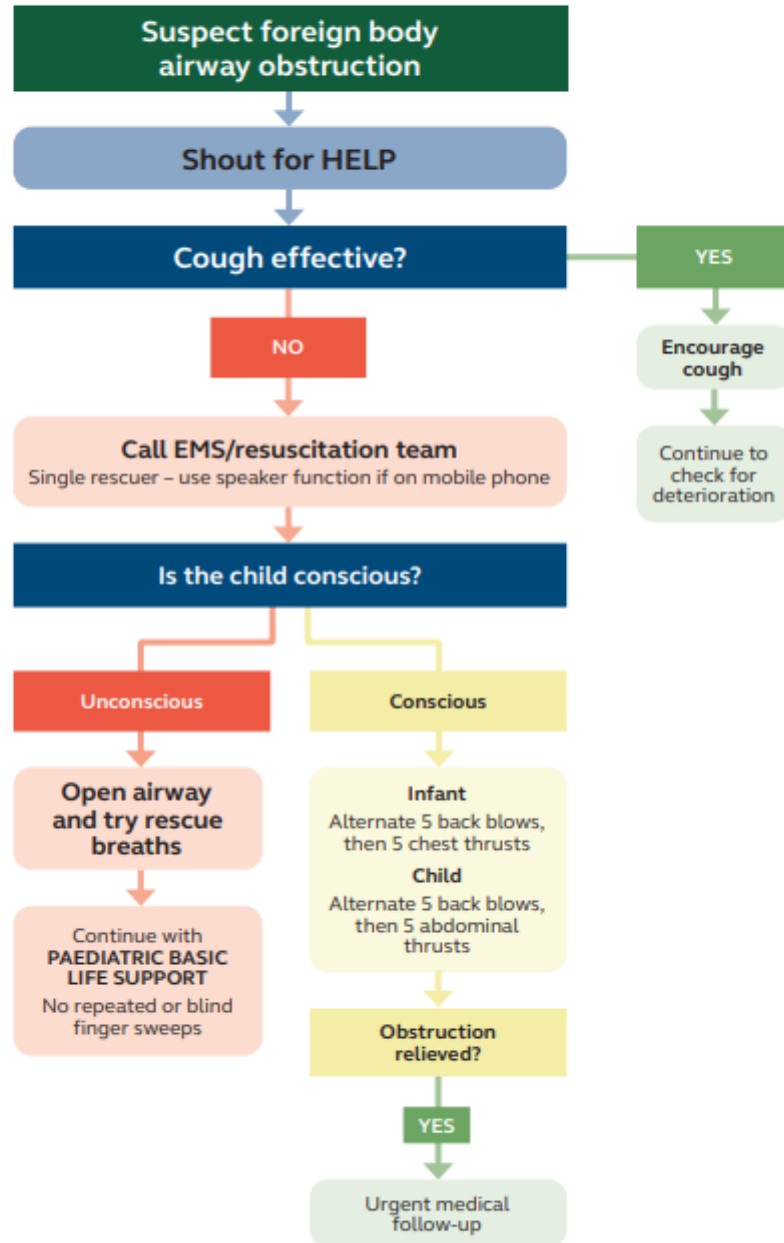 Suspect foreign body
airway obstruction
Shout for HELP
Cough effective?
YES
Encourage
cough
Continue to
check for
deterioration
NO
Call EMS/resuscitation team
Single rescuer – use speaker function if on mobile phone
Is the child conscious?
Unconscious
Open airway
and try rescue
breaths
Continue with
PAEDIATRIC BASIC
LIFE SUPPORT
No repeated or blind
finger sweeps
Conscious
Infant
Alternate 5 back blows,
then 5 chest thrusts
Child
Alternate 5 back blows,
then 5 abdominal
thrusts
Obstruction
relieved?
YES
Urgent medical
follow-up